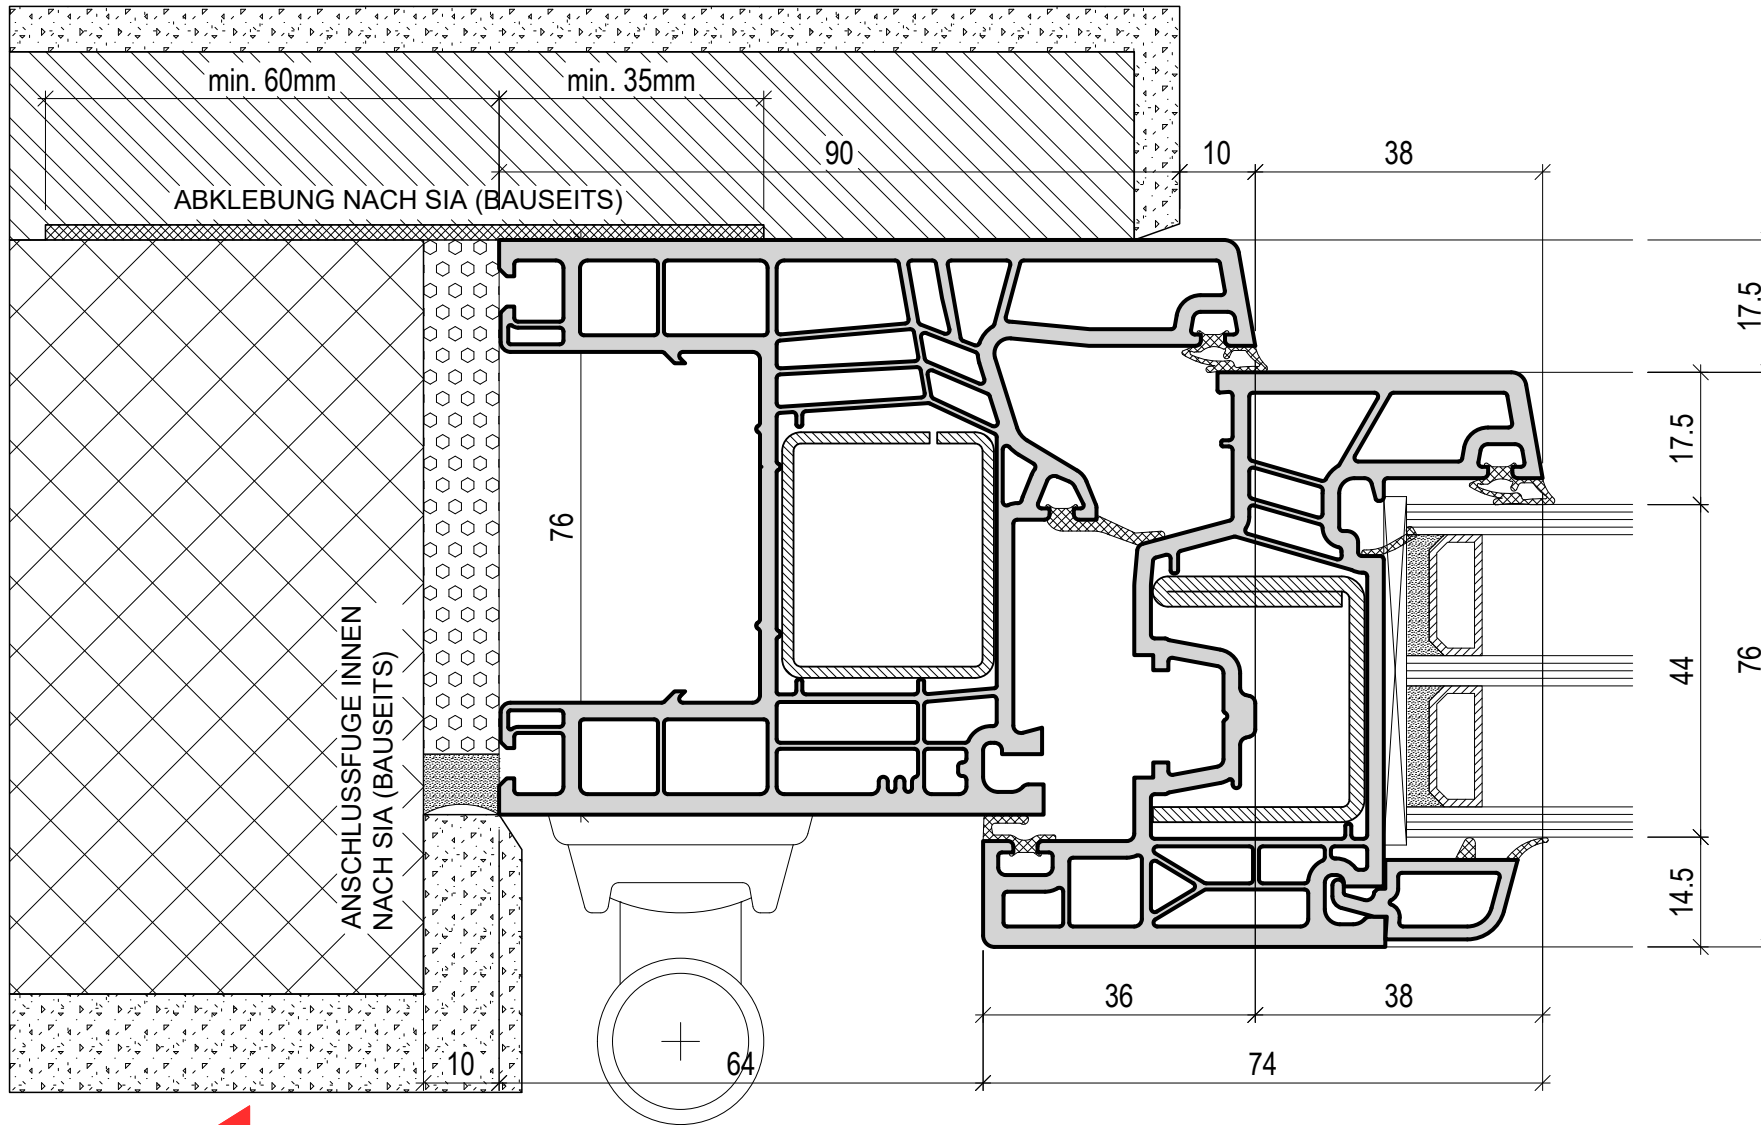 min. 60mm
min. 35mm
90
10
38
ABKLEBUNG NACH SIA (BAUSEITS)
17.5
17.5
76
ANSCHLUSSFUGE INNEN
NACH SIA (BAUSEITS)
44
76
14.5
36
38
10
64
74